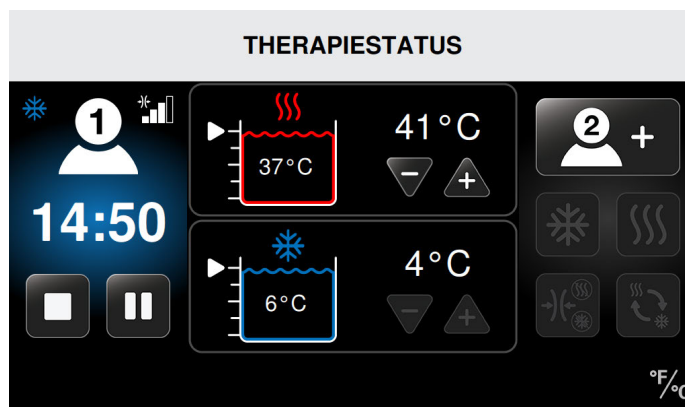 THERAPIESTATUS
1
14:50
37°C
41°C
−
+
6°C
4°C
−
+
2
+
°F/°C